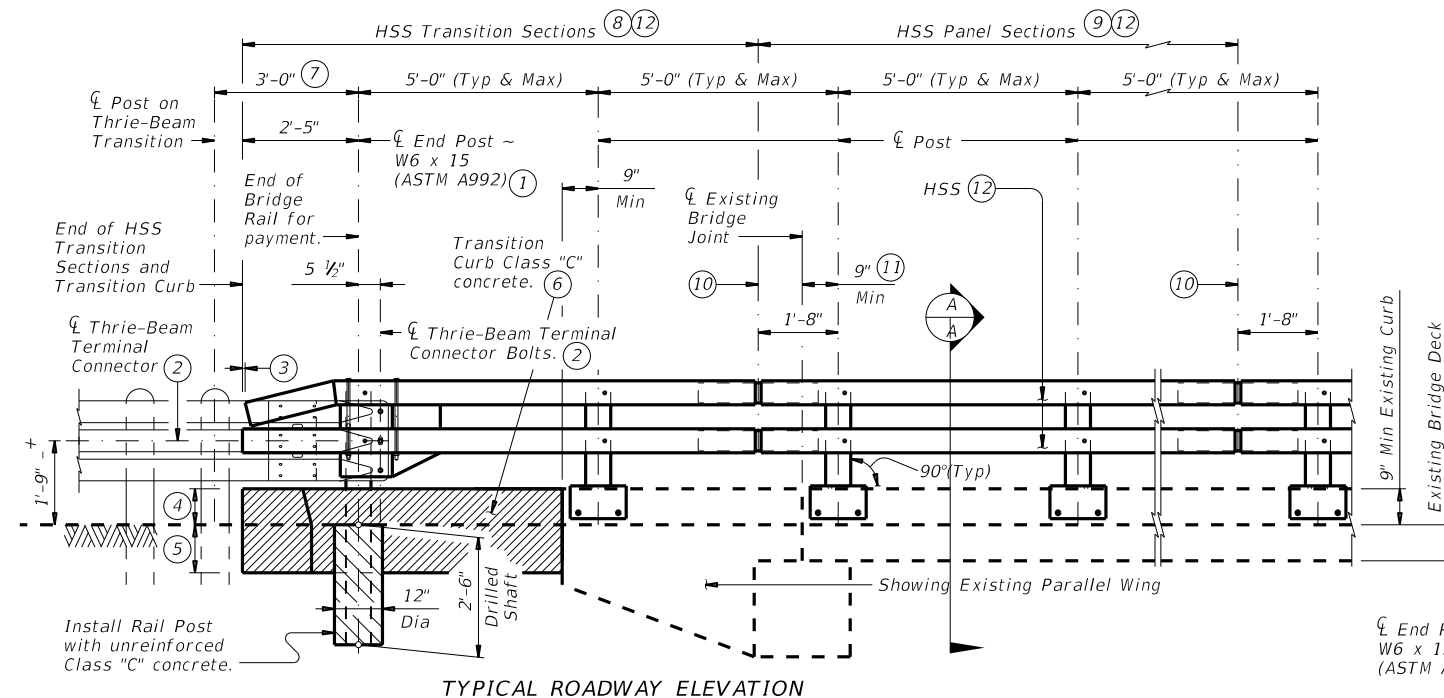 HSS Transition Sections 8 12
HSS Panel Sections 9 12
3'-0" 7
5'-0" (Typ & Max)
5'-0" (Typ & Max)
5'-0" (Typ & Max)
5'-0" (Typ & Max)
℄ Post on
Thrie-Beam
Transition
2'-5"
℄ End Post ~
W6 x 15
(ASTM A992) 1
℄ Post
9"
Min
End of
Bridge
Rail for
payment.
℄ Existing
Bridge
Joint
HSS 12
End of HSS
Transition
Sections and
Transition Curb
5 ½"
Transition
Curb Class "C"
concrete. 6
10
9" 11
Min
A
A
10
1'-8"
1'-8"
℄ Thrie-Beam
Terminal
Connector 2
3
℄ Thrie-Beam Terminal
Connector Bolts. 2
9" Min Existing Curb
Existing Bridge Deck
1'-9" +
-
90°(Typ)
4
5
12"
Dia
2'-6"
Drilled
Shaft
Showing Existing Parallel Wing
Install Rail Post
with unreinforced
Class "C" concrete.
℄ End
W6 x
(ASTM
TYPICAL ROADWAY ELEVATION